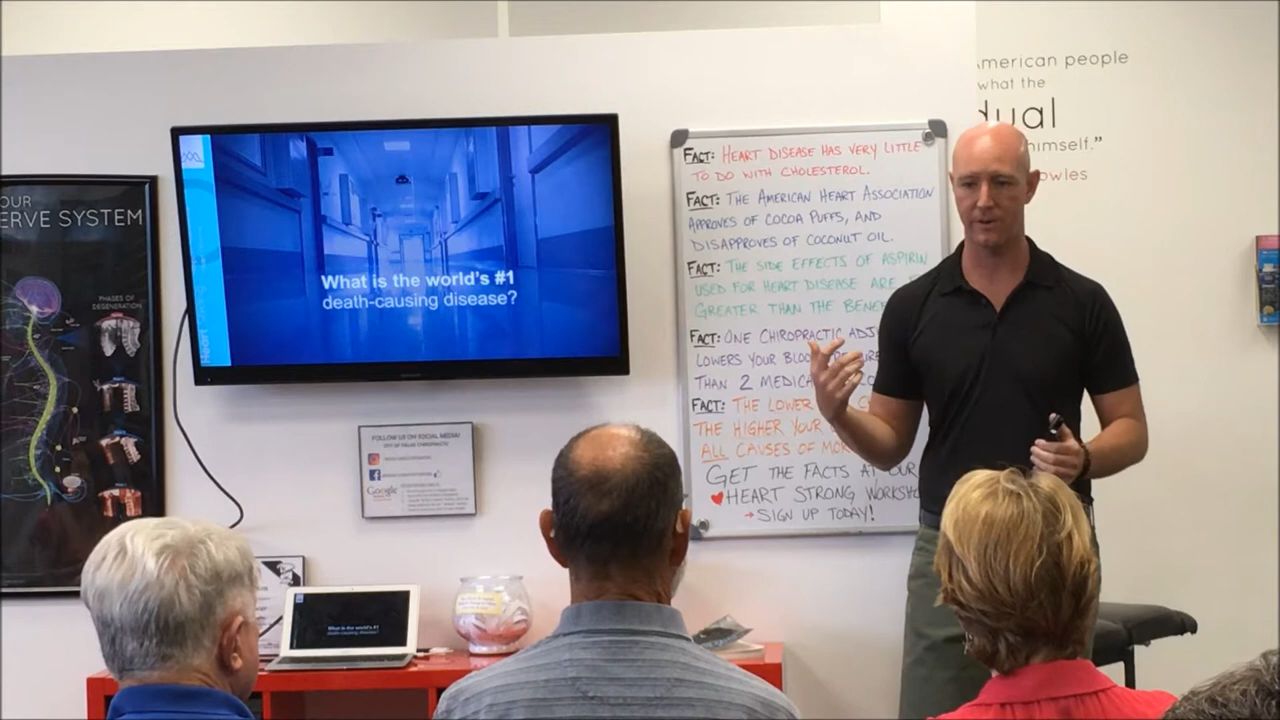 OUR
ERVE SYSTEM
PHASES OF
DEGENERATION
What is the world's #1
death-causing disease?
FACT: HEART DISEASE HAS VERY LITTLE
TO DO WITH CHOLESTEROL.
FACT: THE AMERICAN HEART ASSOCIATION
APPROVES OF COCOA PUFFS, AND
DISAPPROVES OF COCONUT OIL.
FACT: THE SIDE EFFECTS OF ASPIRIN
USED FOR HEART DISEASE ARE
GREATER THAN THE BENE
FACT: ONE CHIROPRACTIC ADJ
LOWERS YOUR BLOO
THAN 2 MEDICA
FACT: THE LOWER
THE HIGHER YOUR
ALL CAUSES OF MOR
GET THE FACTS AT OUR
HEART STRONG WORKSHO
→ SIGN UP TODAY!
merican people
what the
dual
himself.”
owles
FOLLOW US ON SOCIAL MEDIA!
Google
What is the world's #1
death-causing disease?